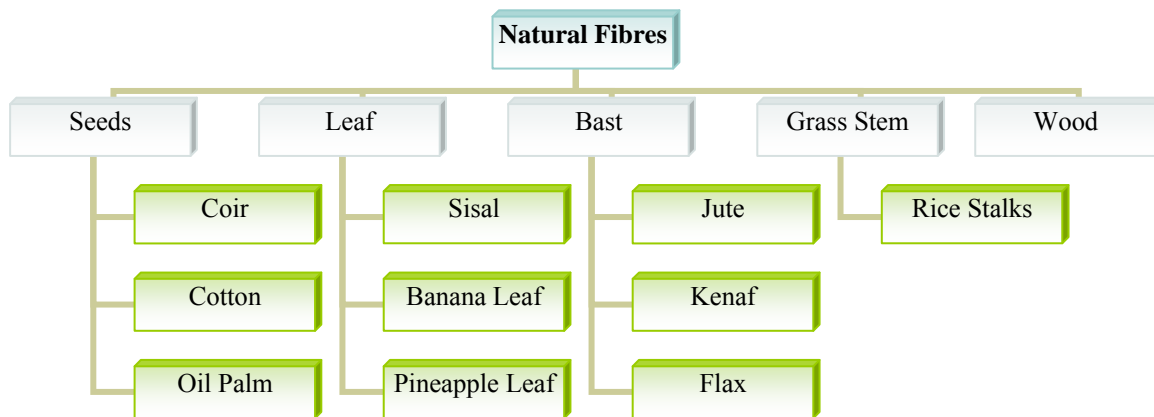 Natural Fibres
Seeds
Leaf
Bast
Grass Stem
Wood
Coir
Sisal
Jute
Rice Stalks
Cotton
Banana Leaf
Kenaf
Oil Palm
Pineapple Leaf
Flax